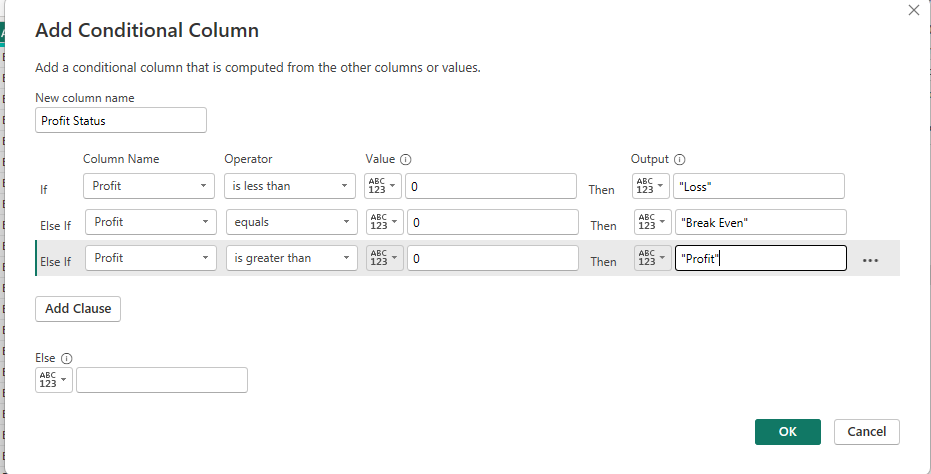 Add Conditional Column
Add a conditional column that is computed from the other columns or values.
New column name
Profit Status
Column Name Operator Value Output
If Profit is less than ABC 123 0 Then ABC 123 "Loss"
Else If Profit equals ABC 123 0 Then ABC 123 "Break Even"
Else If Profit is greater than ABC 123 0 Then ABC 123 "Profit" ...
Add Clause
Else
ABC 123
OK Cancel